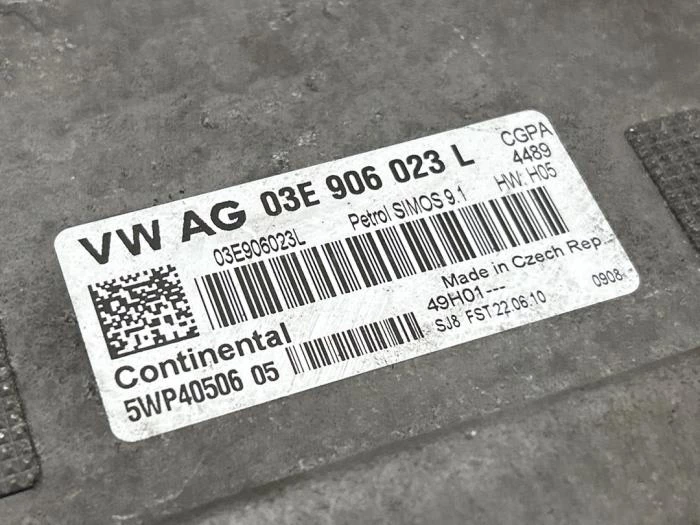 VW AG 03E 906 023 L
CGPA
4489
HW: H05
03E906023L Petrol SIMOS 9.1
Made in Czech Rep
49H01---
SJ8 FST 22.06.10 0908
Continental
5WP40506 05